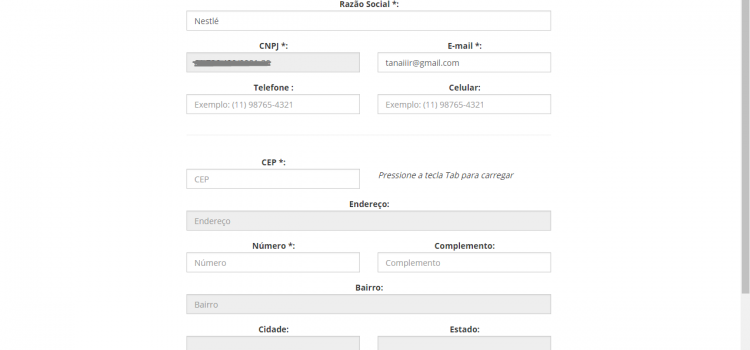 Razão Social *:
Nestlé
CNPJ *: E-mail *:
tanaiiir@gmail.com
Telefone : Celular:
Exemplo: (11) 98765-4321 Exemplo: (11) 98765-4321
CEP *:
CEP Pressione a tecla Tab para carregar
Endereço:
Endereço
Número *: Complemento:
Número Complemento
Bairro:
Bairro
Cidade: Estado: